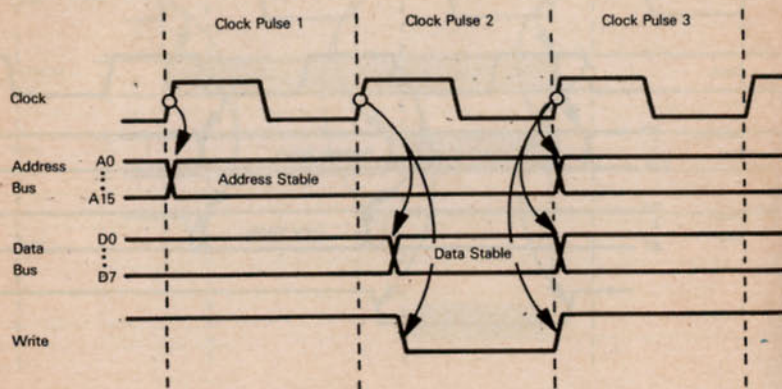 Clock Pulse 1
Clock Pulse 2
Clock Pulse 3
Clock
Address
Bus
A0
A15
Address Stable
Data
Bus
D0
D7
Data Stable
Write